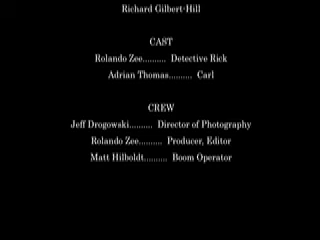 Richard Gilbert-Hill
CAST
Rolando Zee.......... Detective Rick
Adrian Thomas.......... Carl
CREW
Jeff Drogowski.......... Director of Photography
Rolando Zee.......... Producer, Editor
Matt Hilboldt.......... Boom Operator